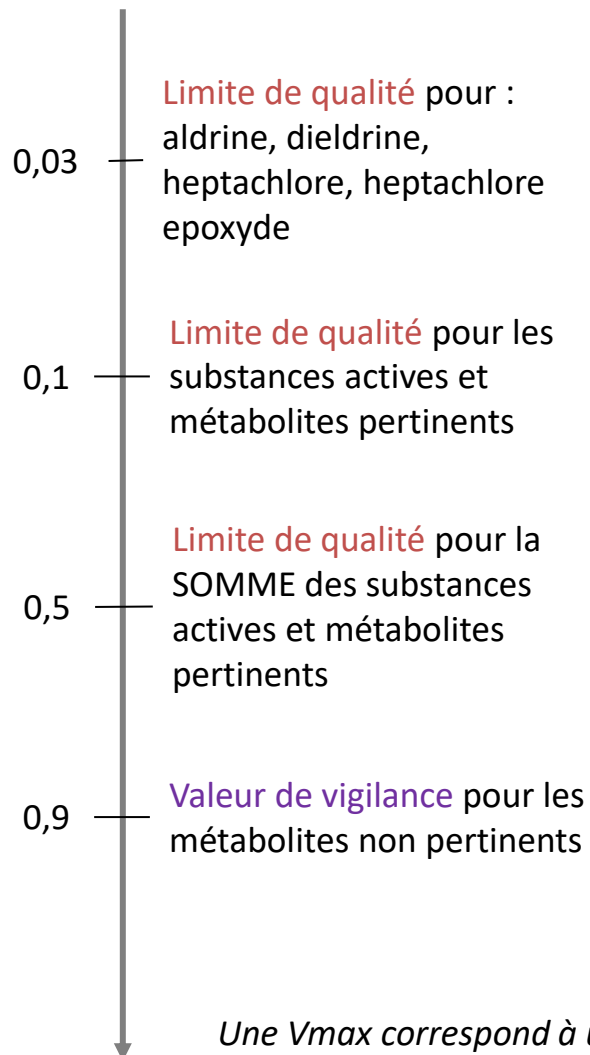 Limite de qualité pour :
aldrine, dieldrine,
0,03
heptachlore, heptachlore
epoxyde
Limite de qualité pour les
0,1
substances actives et
métabolites pertinents
Limite de qualité pour la
SOMME des substances
0,5
actives et métabolites
pertinents
Valeur de vigilance pour les
0,9
métabolites non pertinents
Une Vmax correspond à